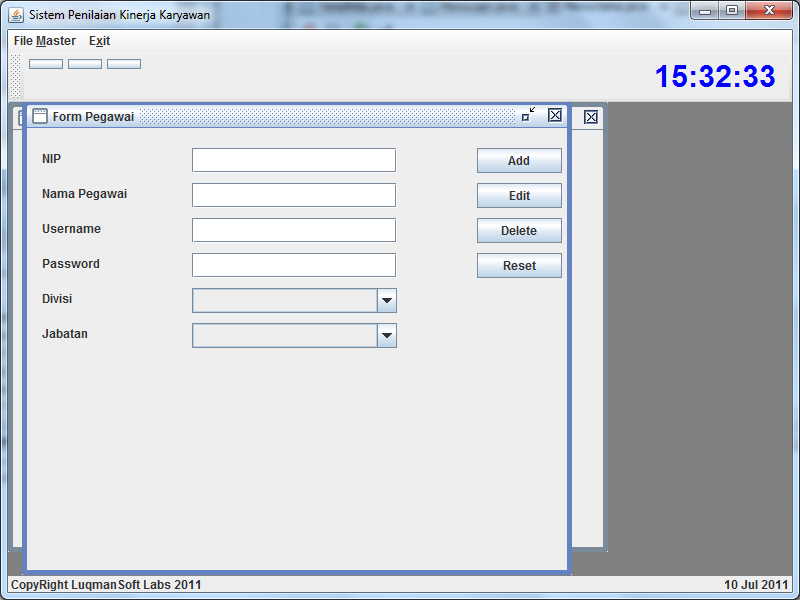 Sistem Penilaian Kinerja Karyawan
File Master Exit
15:32:33
Form Pegawai
NIP
Add
Nama Pegawai
Edit
Username
Delete
Password
Reset
Divisi
Jabatan
CopyRight LuqmanSoft Labs 2011
10 Jul 2011